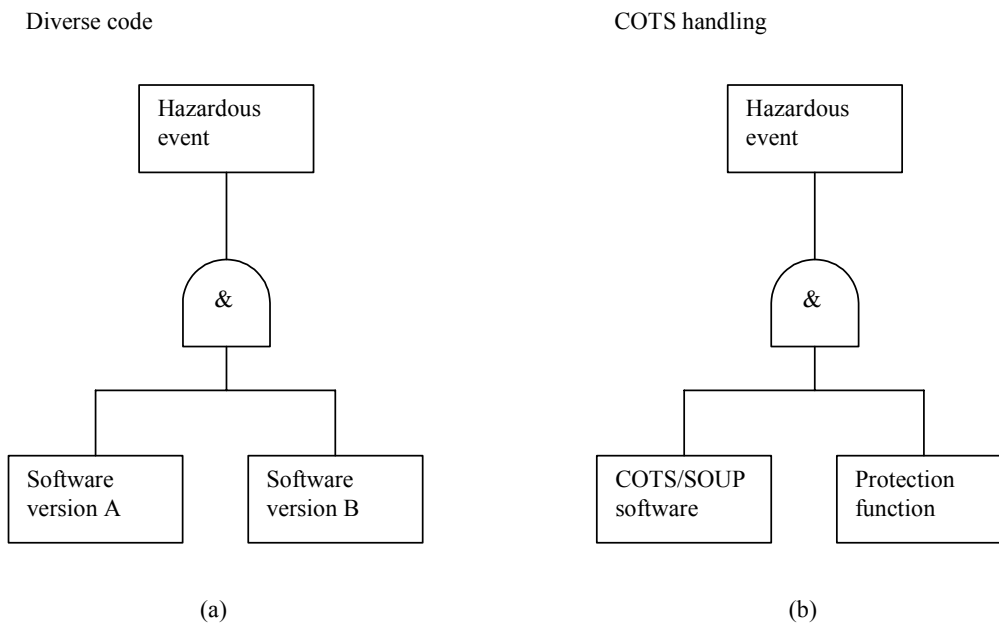 Diverse code
COTS handling
Hazardous
event
Hazardous
event
&
&
Software
version A
Software
version B
COTS/SOUP
software
Protection
function
(a)
(b)